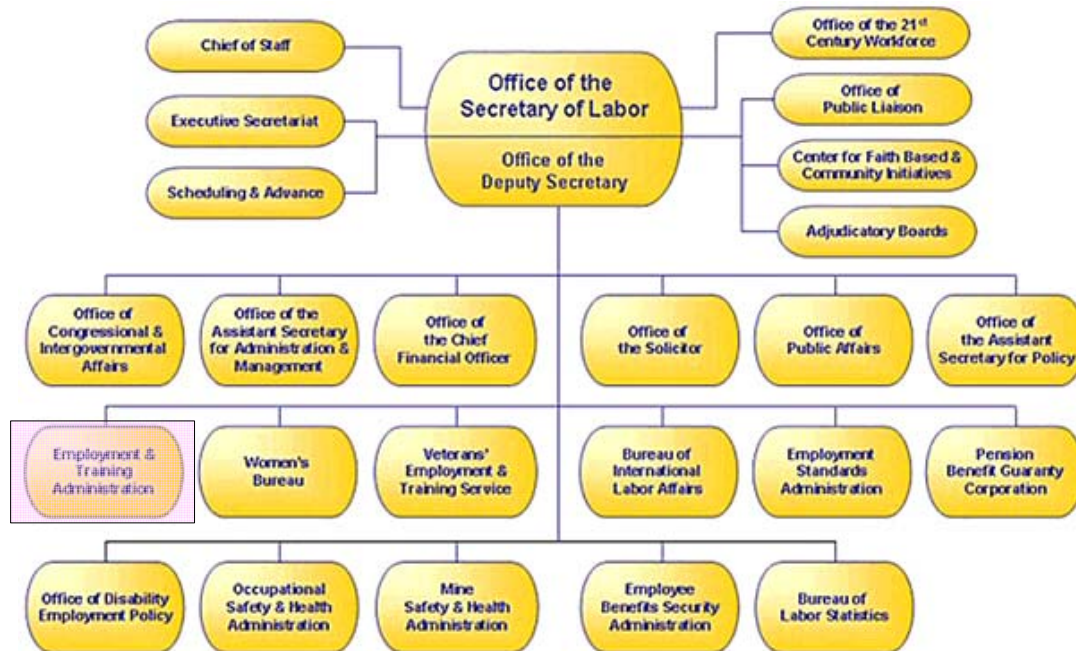 Chief of Staff
Office of the 21st
Century Workforce
Office of the
Secretary of Labor
Office of
Public Liaison
Executive Secretariat
Office of the
Deputy Secretary
Center for Faith Based &
Community Initiatives
Scheduling & Advance
Adjudicatory Boards
Office of
Congressional &
Intergovernmental
Affairs
Office of the
Assistant Secretary
for Administration &
Management
Office of
the Chief
Financial Officer
Office of
the Solicitor
Office of
Public Affairs
Office of
the Assistant
Secretary for Policy
Employment &
Training
Administration
Women's
Bureau
Veterans'
Employment &
Training Service
Bureau of
International
Labor Affairs
Employment
Standards
Administration
Pension
Benefit Guaranty
Corporation
Office of Disability
Employment Policy
Occupational
Safety & Health
Administration
Mine
Safety & Health
Administration
Employee
Benefits Security
Administration
Bureau of
Labor Statistics